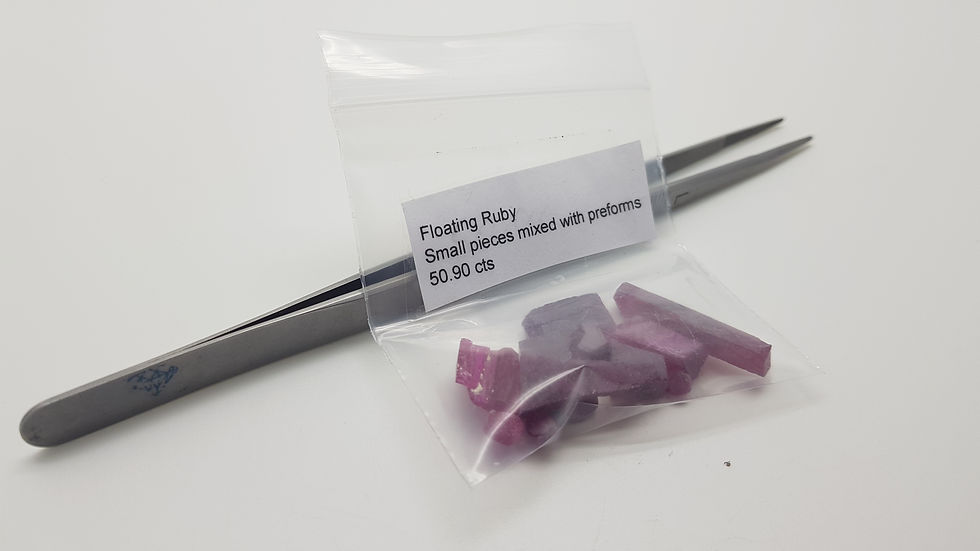 Floating Ruby
Small pieces mixed with preforms
50.90 cts